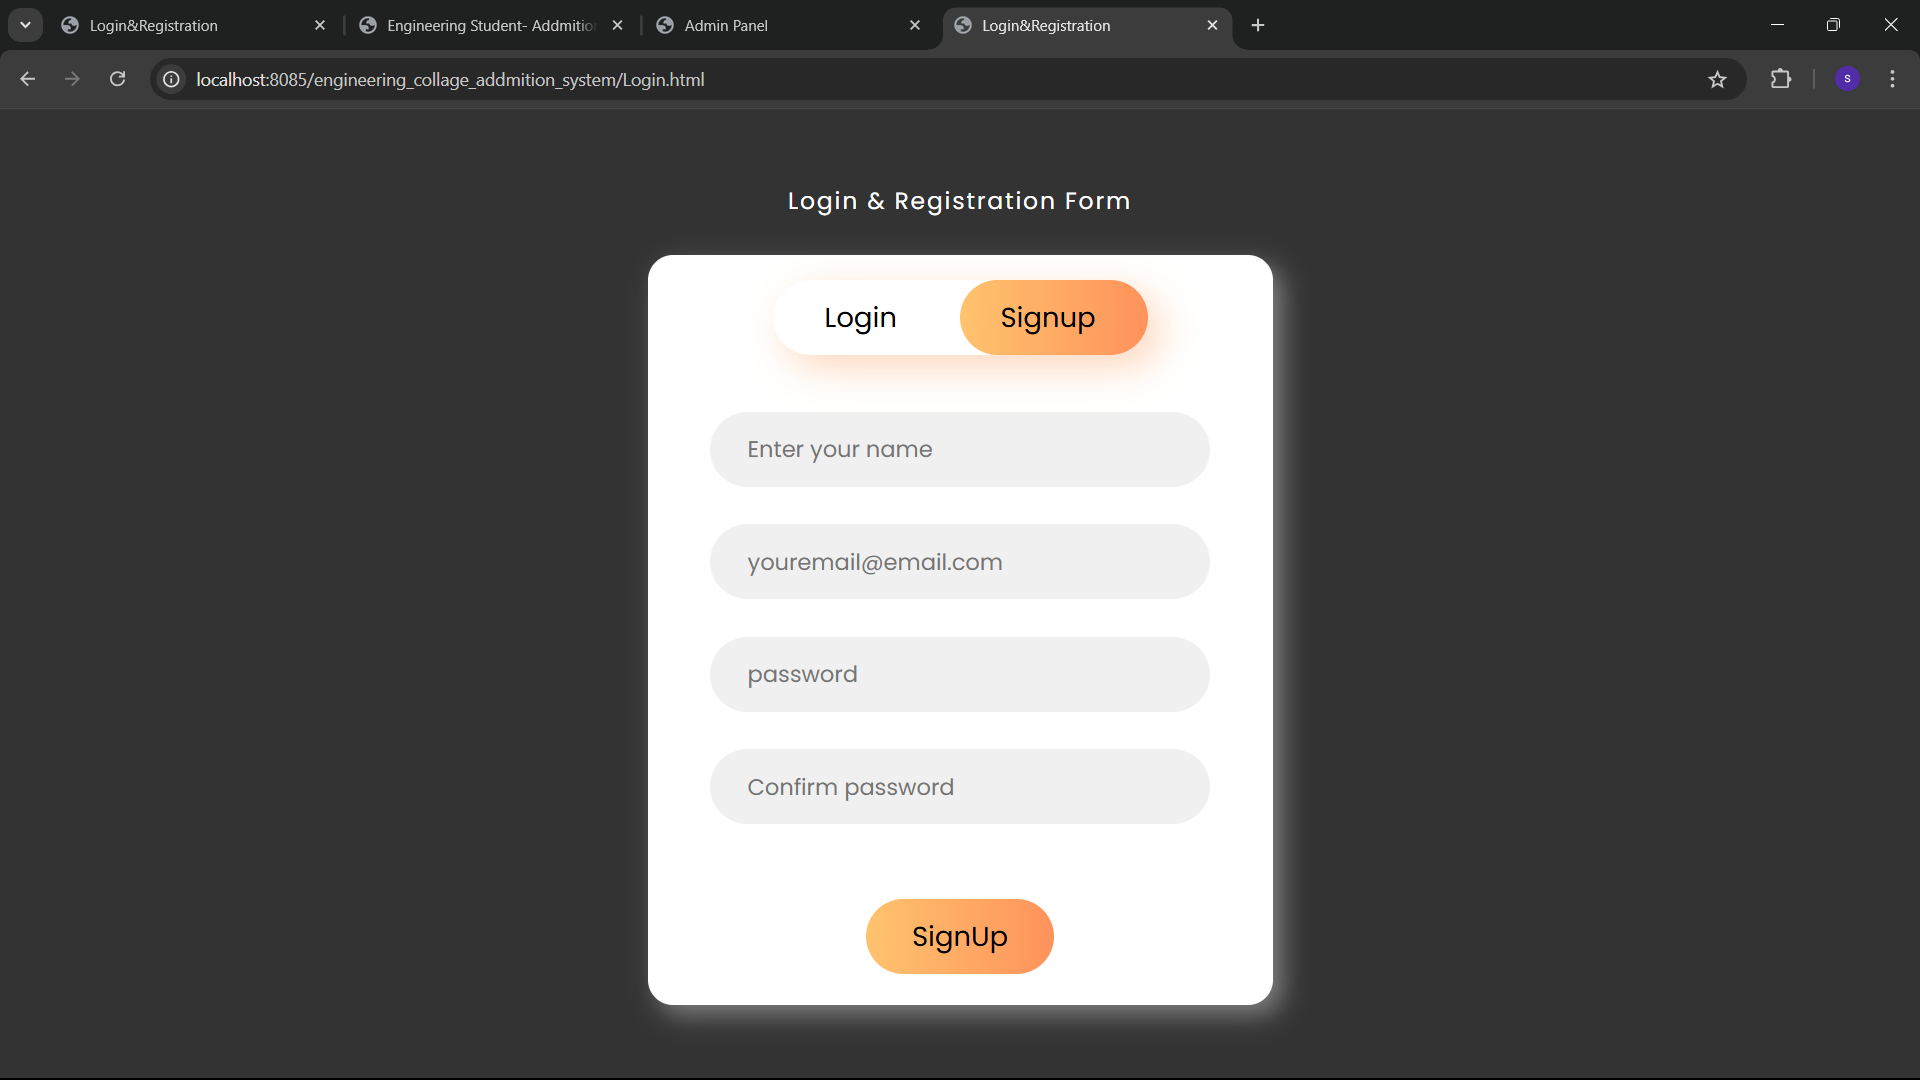 Login&Registration
Engineering Student- Addmitio
Admin Panel
Login&Registration
localhost:8085/engineering_collage_addmition_system/Login.html
s
Login & Registration Form
Login
Signup
Enter your name
youremail@email.com
password
Confirm password
SignUp